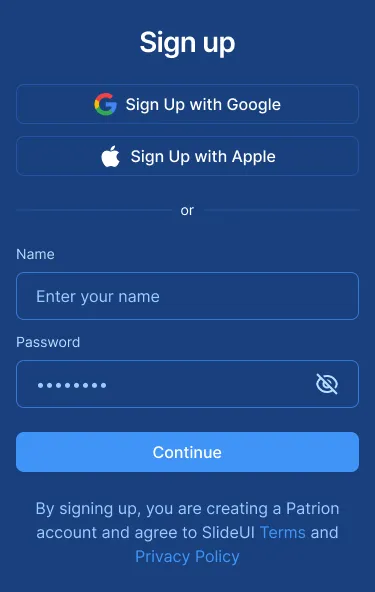 Sign up
Sign Up with Google
Sign Up with Apple
or
Name
Enter your name
Password
Continue
By signing up, you are creating a Patrion
account and agree to SlideUI Terms and
Privacy Policy